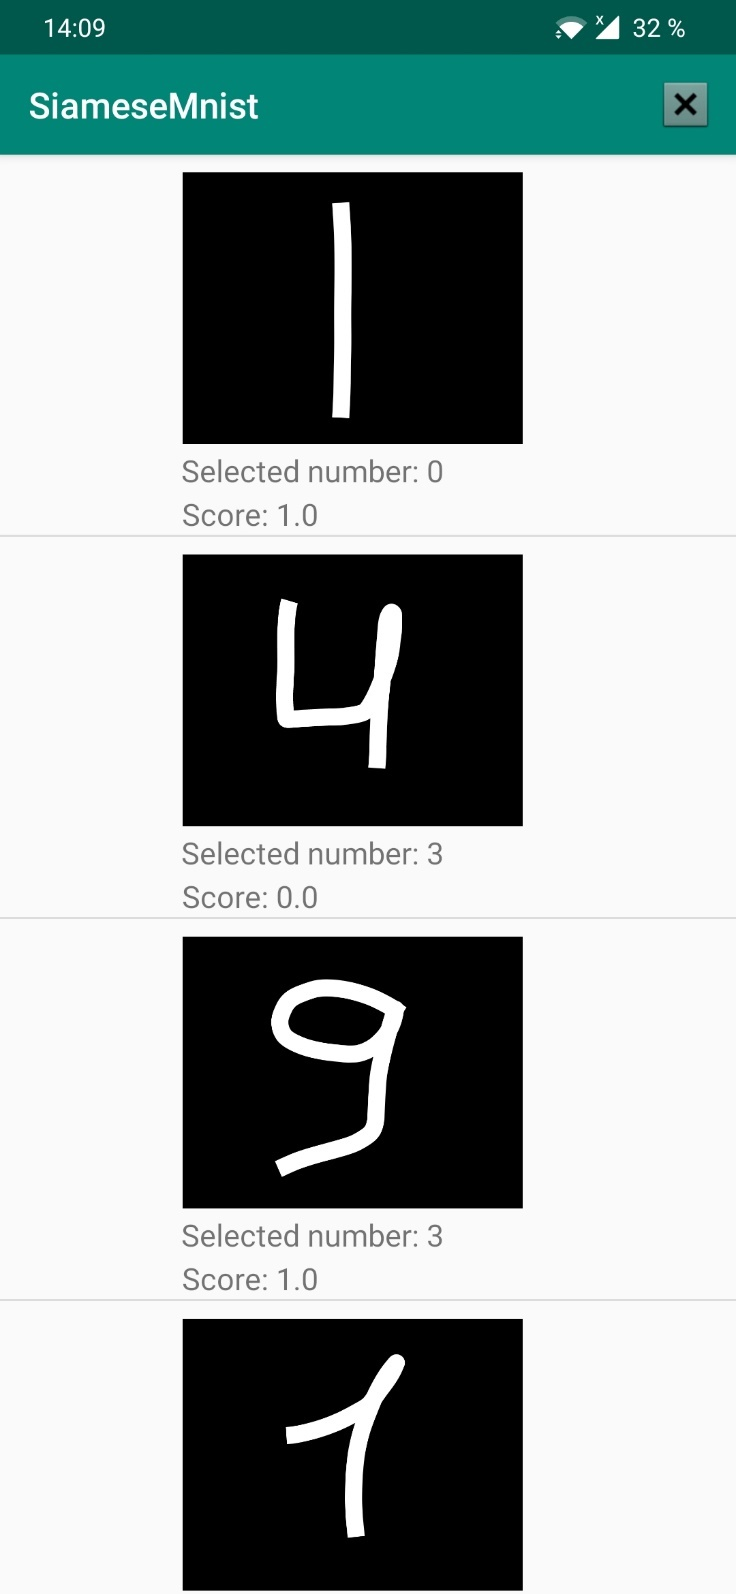 14:09
32 %
SiameseMnist
1
Selected number: 0
Score: 1.0
4
Selected number: 3
Score: 0.0
9
Selected number: 3
Score: 1.0
1